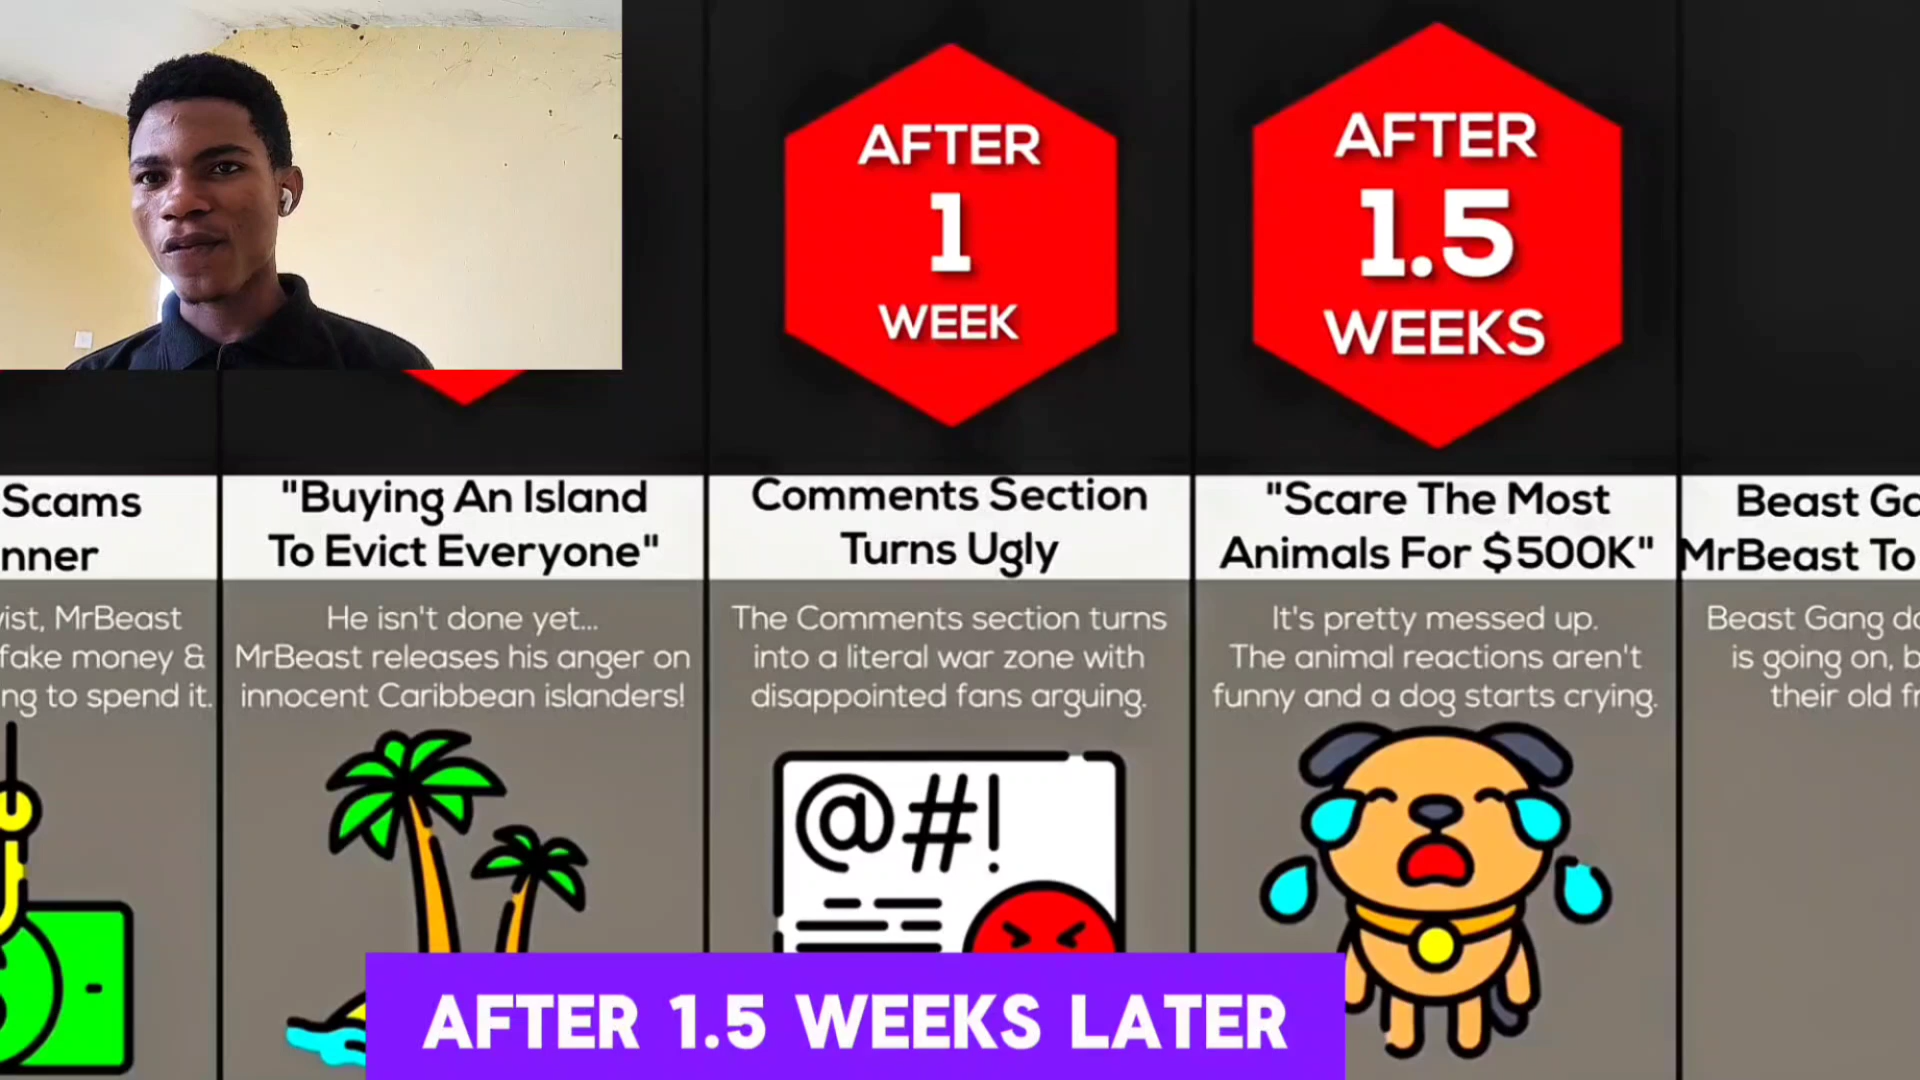 Scams
nner
ist, MrBeast
fake money &
ng to spend it.
"Buying An Island
To Evict Everyone"
He isn't done yet...
MrBeast releases his anger on
innocent Caribbean islanders!
AFTER
1
WEEK
Comments Section
Turns Ugly
The Comments section turns
into a literal war zone with
disappointed fans arguing.
@#!
AFTER
1.5
WEEKS
"Scare The Most
Animals For $500K"
It's pretty messed up.
The animal reactions aren't
funny and a dog starts crying.
Beast Ga
MrBeast To
Beast Gang do
is going on, b
their old fr
AFTER 1.5 WEEKS LATER